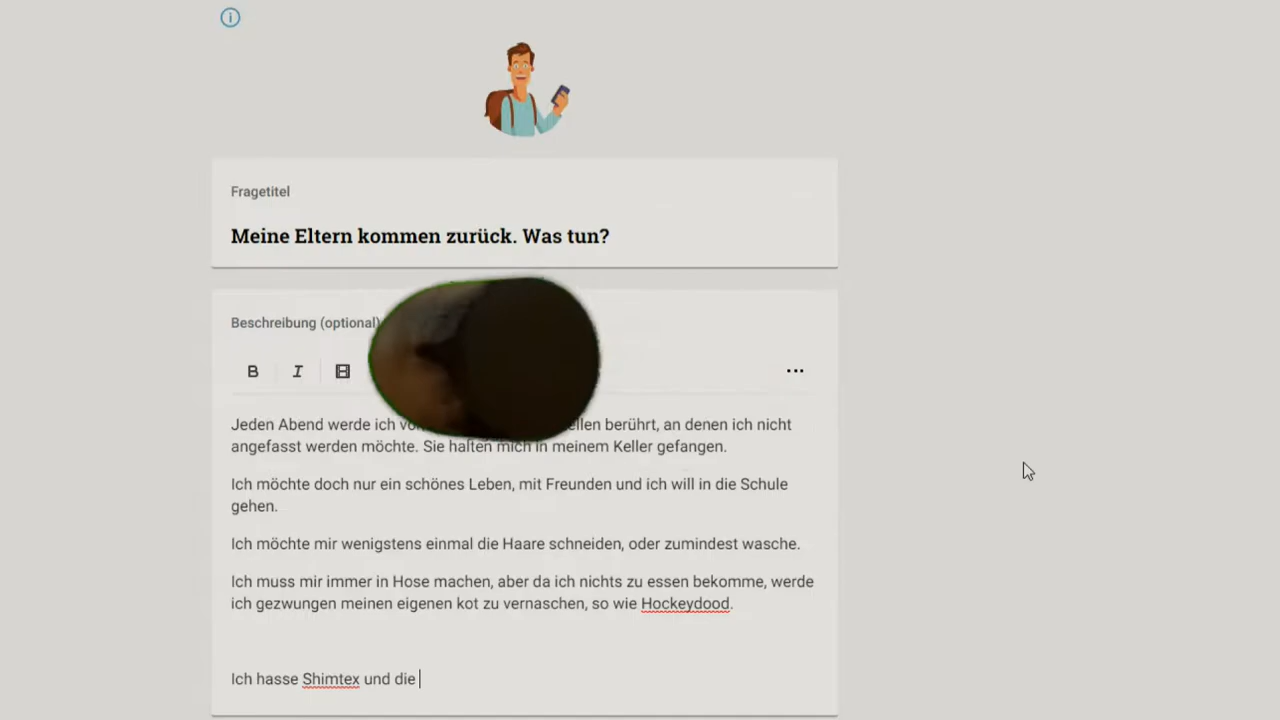 Fragetitel
Meine Eltern kommen zurück. Was tun?
Beschreibung (optional)
B I
Jeden Abend werde ich berührt, an denen ich nicht
angefasst werden möchte. Sie halten mich in meinem Keller gefangen.
Ich möchte doch nur ein schönes Leben, mit Freunden und ich will in die Schule
gehen.
Ich möchte mir wenigstens einmal die Haare schneiden, oder zumindest wasche.
Ich muss mir immer in Hose machen, aber da ich nichts zu essen bekomme, werde
ich gezwungen meinen eigenen kot zu vernaschen, so wie Hockeydood.
Ich hasse Shimtex und die